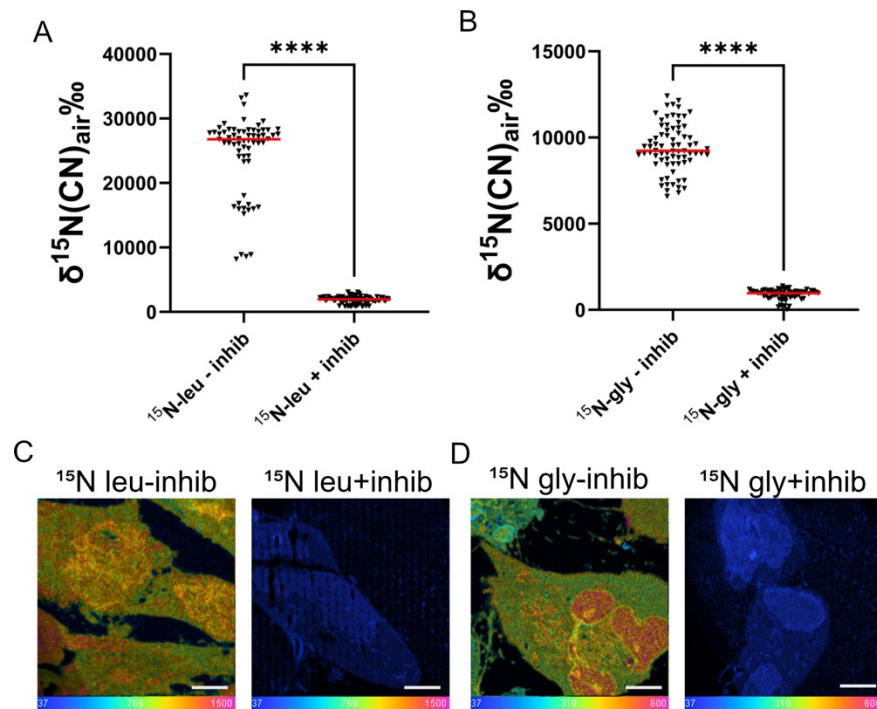 A
****
40000
30000
20000
10000
0
δ¹⁵N(CN)air‰
¹⁵N-leu - inhib
¹⁵N-leu + inhib
B
****
15000
10000
5000
0
δ¹⁵N(CN)air‰
¹⁵N-gly - inhib
¹⁵N-gly + inhib
C
¹⁵N leu-inhib
¹⁵N leu+inhib
D
¹⁵N gly-inhib
¹⁵N gly+inhib
37 769 1500
37 769 1500
37 319 600
37 319 600